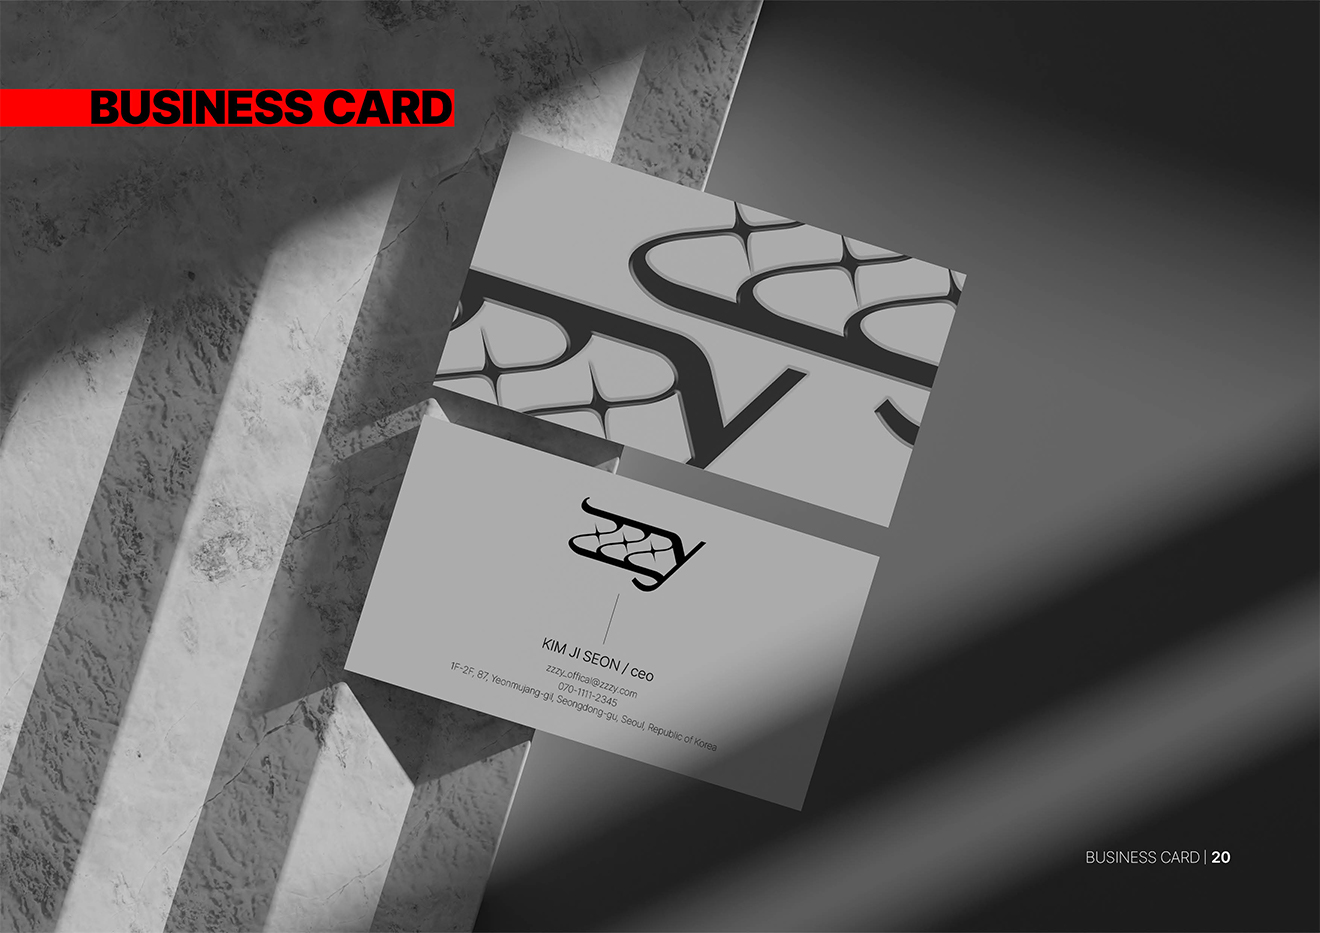 BUSINESS CARD
zzzy
KIM JI SEON / ceo
zzzy_offical@zzzy.com
070-1111-2345
1F-2F, 87, Yeonmujang-gil, Seongdong-gu, Seoul, Republic of Korea
BUSINESS CARD | 20